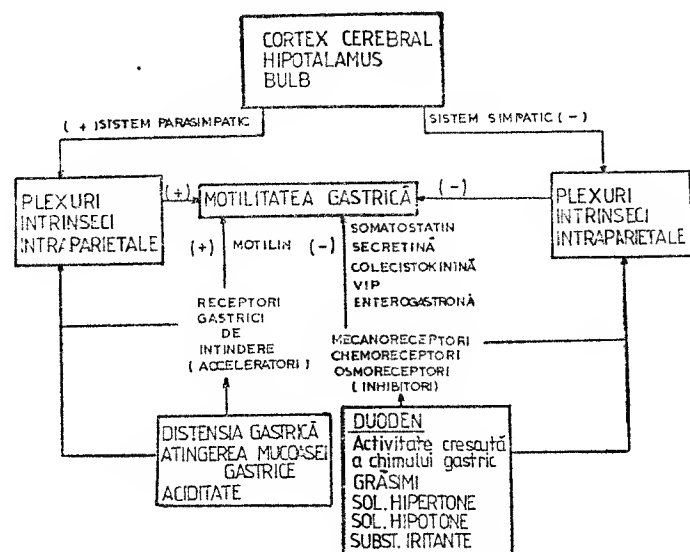 CORTEX CEREBRAL
HIPOTALAMUS
BULB
(+) SISTEM PARASIMPATIC
SISTEM SIMPATIC (-)
PLEXURI
INTRINSECI
INTRAPARIETALE
(+)
MOTILITATEA GASTRICĂ
(-)
PLEXURI
INTRINSECI
INTRAPARIETALE
(+) MOTILIN
(-)
SOMATOSTATIN
SECRETINĂ
COLECISTOKININĂ
VIP
ENTEROGASTRONĂ
RECEPTORI
GASTRICI
DE
INTINDERE
(ACCELERATORI)
MECANORECEPTORI
CHEMORECEPTORI
OSMORECEPTORI
(INHIBITORI)
DISTENSIA GASTRICĂ
ATINGEREA MUCOASEI
GASTRICE
ACIDITATE
DUODEN
Activitate crescută
a chimului gastric
GRĂSIMI
SOL. HIPERTONE
SOL. HIPOTONE
SUBST. IRITANTE